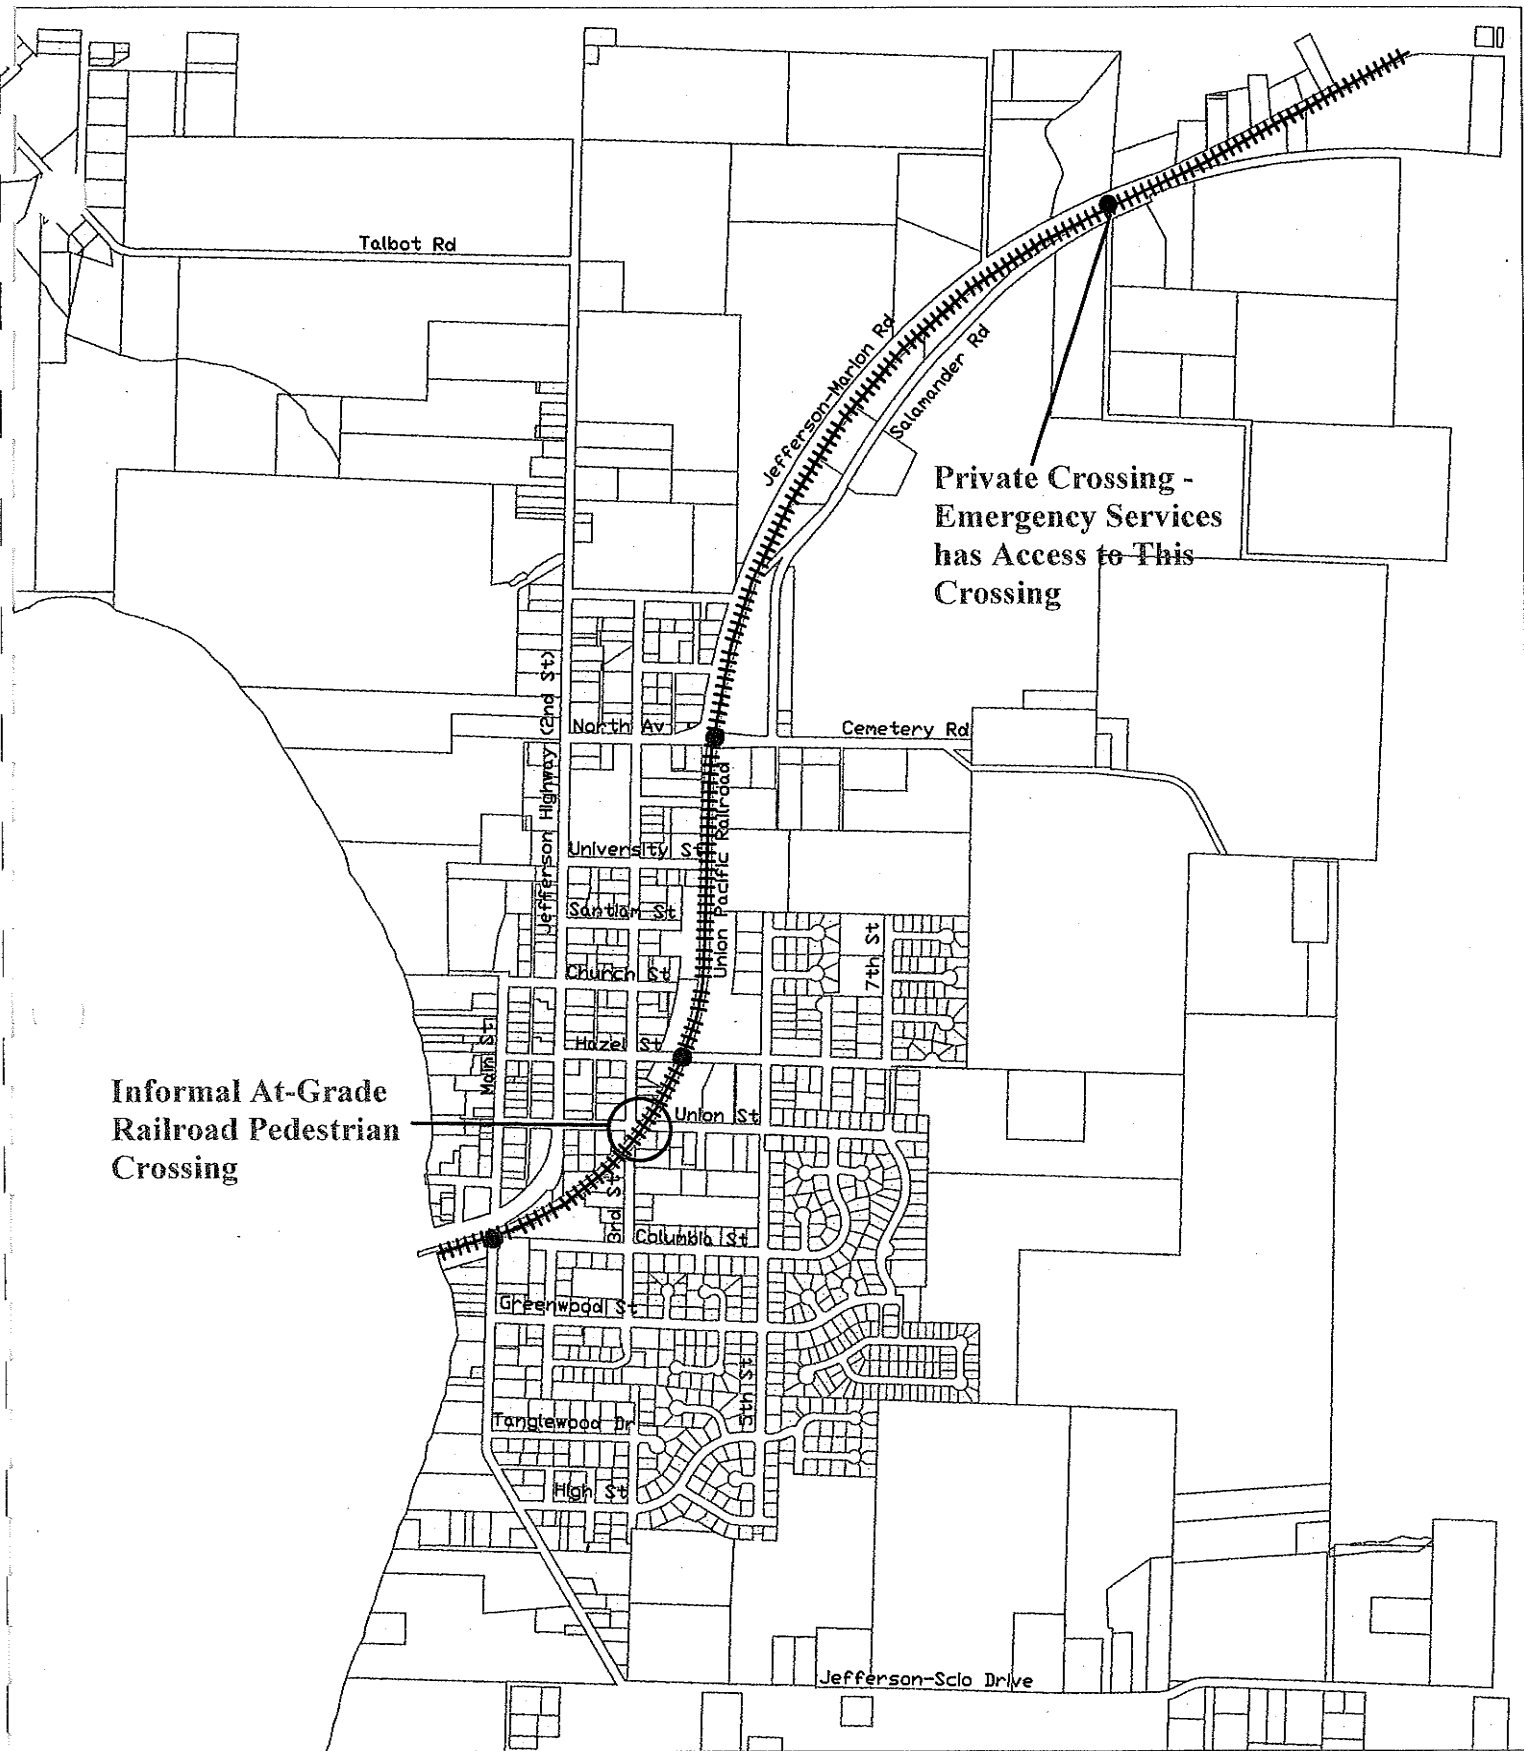 Talbot Rd
Jefferson-Marion Rd
Salamander Rd
Private Crossing -
Emergency Services
has Access to This
Crossing
Jefferson Highway (2nd St)
North Av
Cemetery Rd
Union Pacific Railroad
University St
Santiam St
Church St
7th St
Main St
Hazel St
Informal At-Grade
Railroad Pedestrian
Crossing
Union St
3rd St
Columbia St
Greenwood St
5th St
Tanglewood Dr
High St
Jefferson-Scio Drive